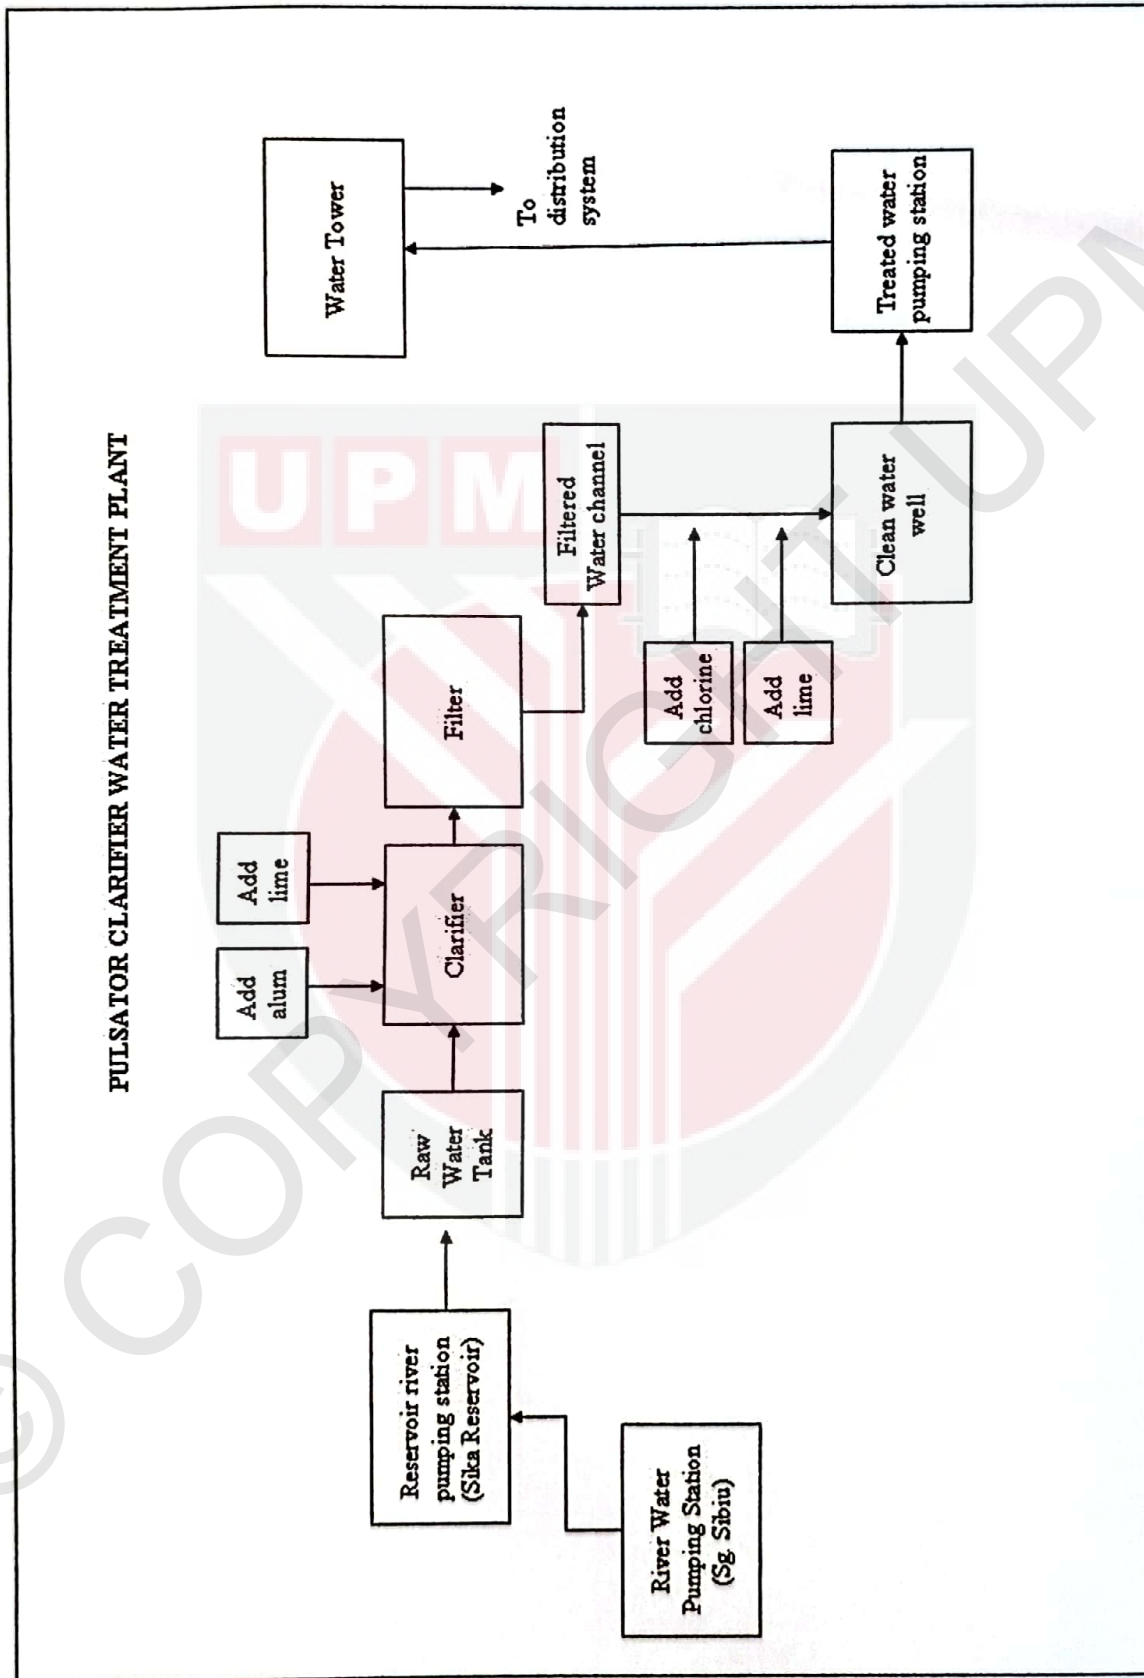 PULSATOR CLARIFIER WATER TREATMENT PLANT
River Water
Pumping Station
(Sg. Sibiu)
Reservoir river
pumping station
(Sika Reservoir)
Raw
Water
Tank
Add
alum
Add
lime
Clarifier
Filter
Filtered
Water channel
Add
chlorine
Add
lime
Clean water
well
Treated water
pumping station
Water Tower
To
distribution
system
UPM
© COPYRIGHT UPM